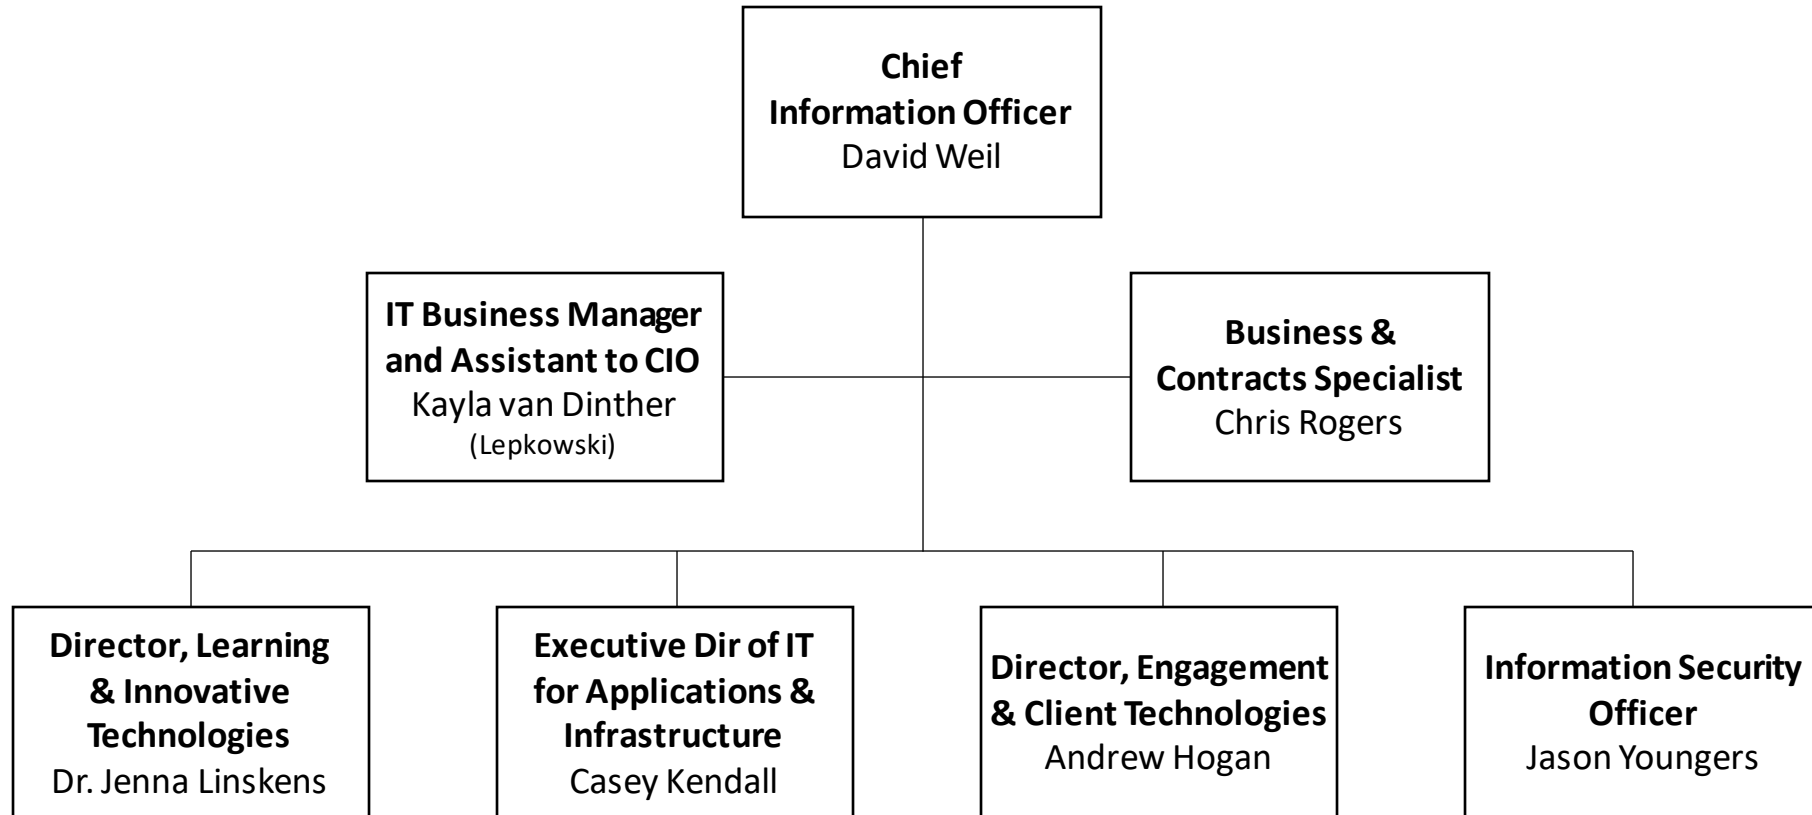 Chief
Information Officer
David Weil
IT Business Manager
and Assistant to CIO
Kayla van Dinther
(Lepkowski)
Business &
Contracts Specialist
Chris Rogers
Director, Learning
& Innovative
Technologies
Dr. Jenna Linskens
Executive Dir of IT
for Applications &
Infrastructure
Casey Kendall
Director, Engagement
& Client Technologies
Andrew Hogan
Information Security
Officer
Jason Youngers